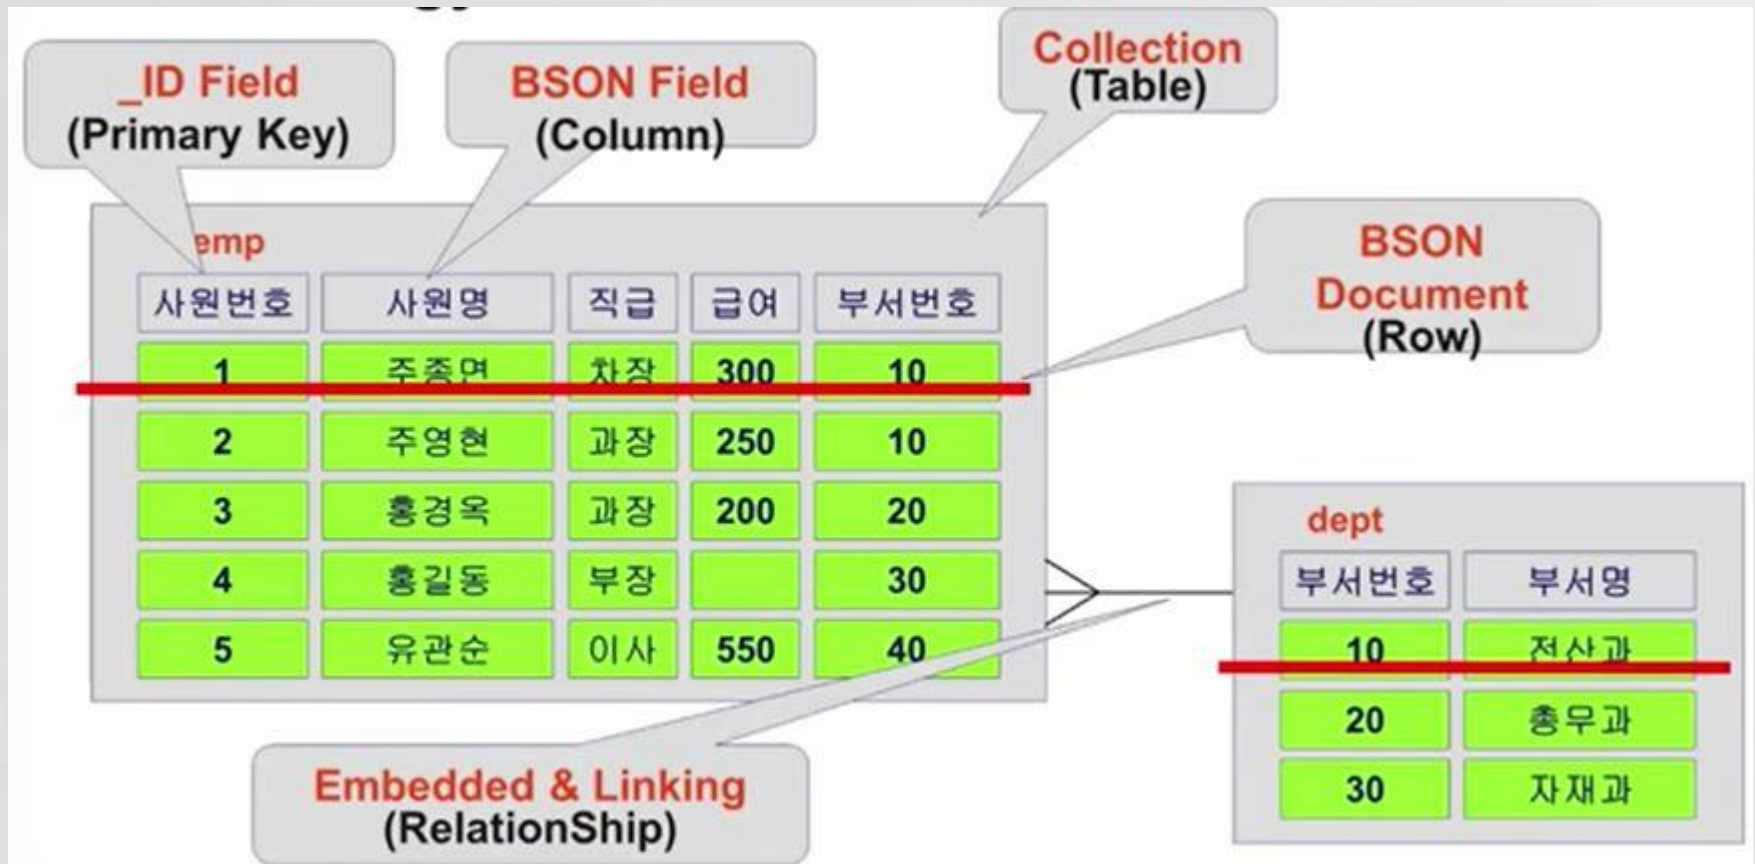 _ID Field
(Primary Key)
BSON Field
(Column)
Collection
(Table)
emp
사원번호 사원명 직급 급여 부서번호
1 주종면 차장 300 10
2 주영현 과장 250 10
3 홍경옥 과장 200 20
4 홍길동 부장 30
5 유관순 이사 550 40
BSON
Document
(Row)
dept
부서번호 부서명
10 전산과
20 총무과
30 자재과
Embedded & Linking
(RelationShip)